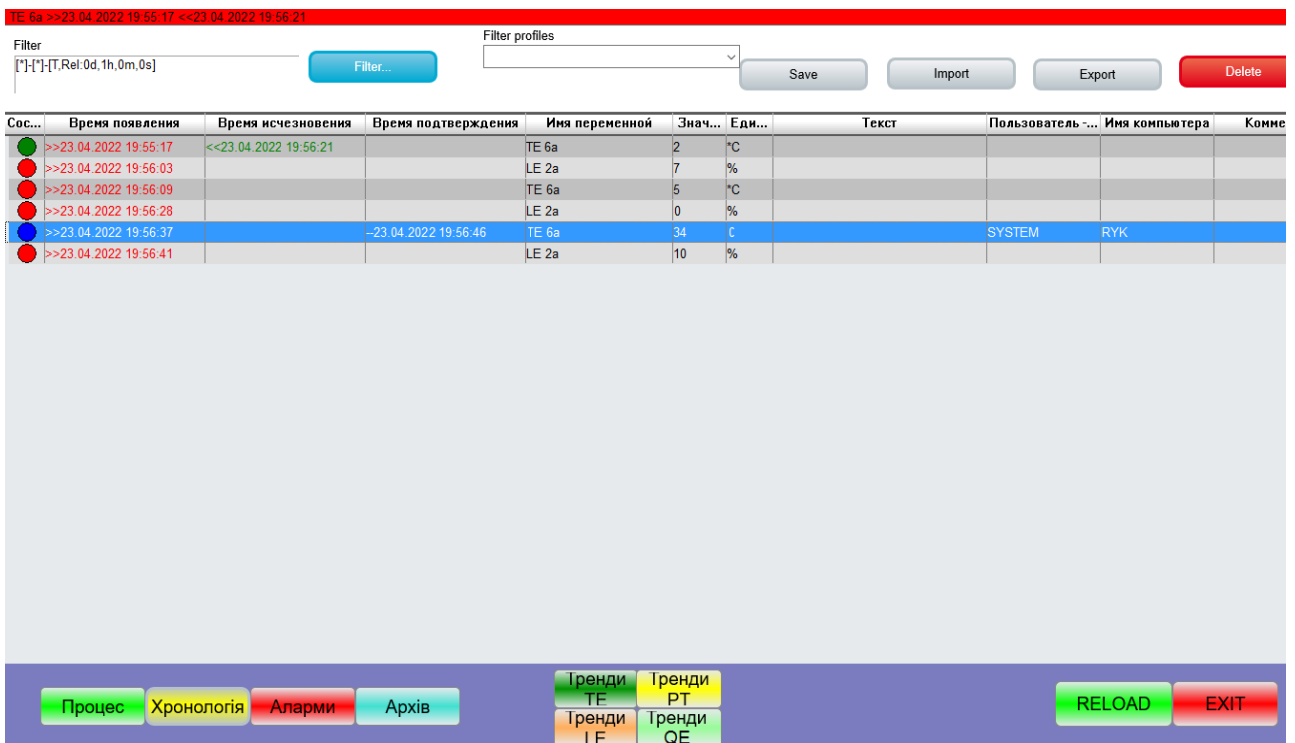 TE 6a >>23.04.2022 19:55:17 <<23.04.2022 19:56:21
Filter
Filter profiles
[*]-[*]-[T,Rel:0d,1h,0m,0s]
Filter...
Save
Import
Export
Delete
Сос... Время появления Время исчезновения Время подтверждения Имя переменной Знач... Еди... Текст Пользователь -... Имя компьютера Комме
>>23.04.2022 19:55:17 <<23.04.2022 19:56:21 TE 6a 2 °C
>>23.04.2022 19:56:03 LE 2a 7 %
>>23.04.2022 19:56:09 TE 6a 5 °C
>>23.04.2022 19:56:28 LE 2a 0 %
>>23.04.2022 19:56:37 --23.04.2022 19:56:46 TE 6a 34 C SYSTEM RYK
>>23.04.2022 19:56:41 LE 2a 10 %
Процес Хронологія Аларми Архів
Тренди TE
Тренди PT
Тренди LE
Тренди QE
RELOAD
EXIT